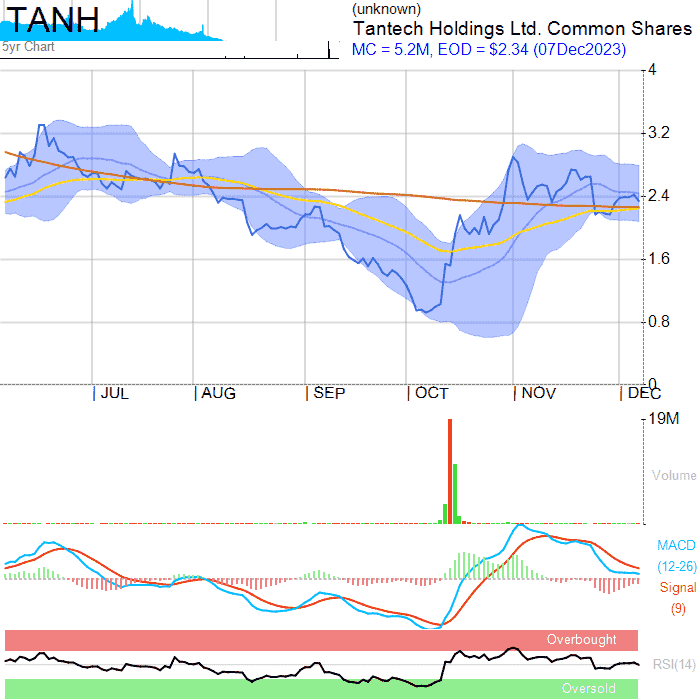 TANH
5yr Chart
(unknown)
Tantech Holdings Ltd. Common Shares
MC = 5.2M, EOD = $2.34 (07Dec2023)
4
3.2
2.4
1.6
0.8
0
JUL AUG SEP OCT NOV DEC
19M
Volume
MACD
(12-26)
Signal
(9)
Overbought
RSI(14)
Oversold